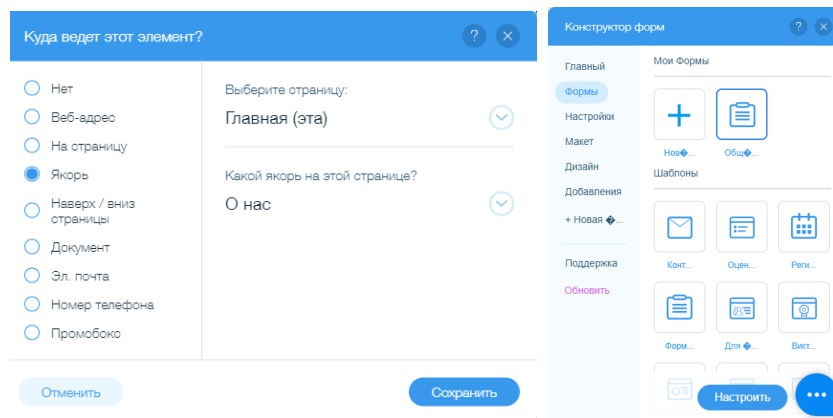 Куда ведет этот элемент?
?
Нет
Веб-адрес
На страницу
Якорь
Наверх / вниз
страницы
Документ
Эл. почта
Номер телефона
Промобокс
Выберите страницу:
Главная (эта)
Какой якорь на этой странице?
О нас
Отменить
Сохранить
Конструктор форм
?
Главный
Формы
Настройки
Макет
Дизайн
Добавления
+ Новая �...
Поддержка
Обновить
Мои Формы
Нов�...
Общ�...
Шаблоны
Конт...
Оцен...
Реги...
Форм...
Для �...
Викт...
Настроить